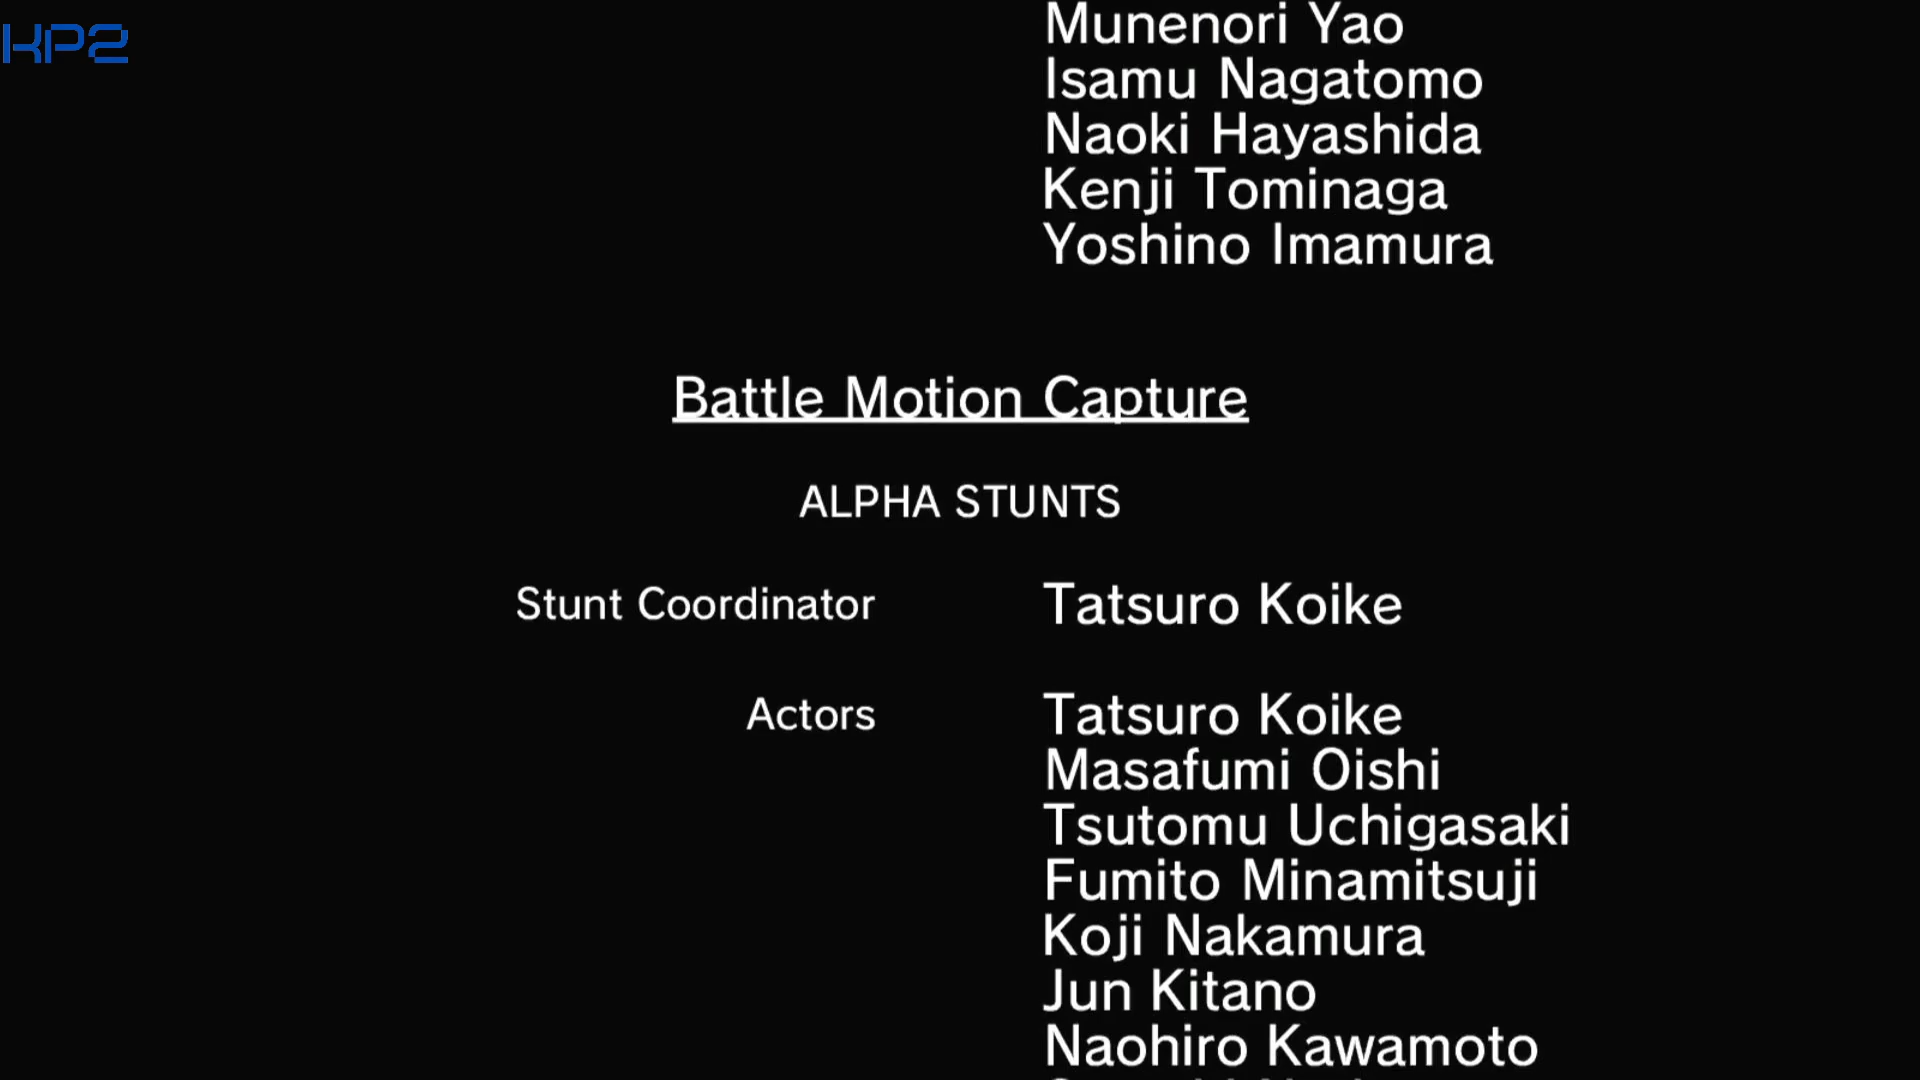 KP2
Munenori Yao
Isamu Nagatomo
Naoki Hayashida
Kenji Tominaga
Yoshino Imamura
Battle Motion Capture
ALPHA STUNTS
Stunt Coordinator Tatsuro Koike
Actors Tatsuro Koike
Masafumi Oishi
Tsutomu Uchigasaki
Fumito Minamitsuji
Koji Nakamura
Jun Kitano
Naohiro Kawamoto